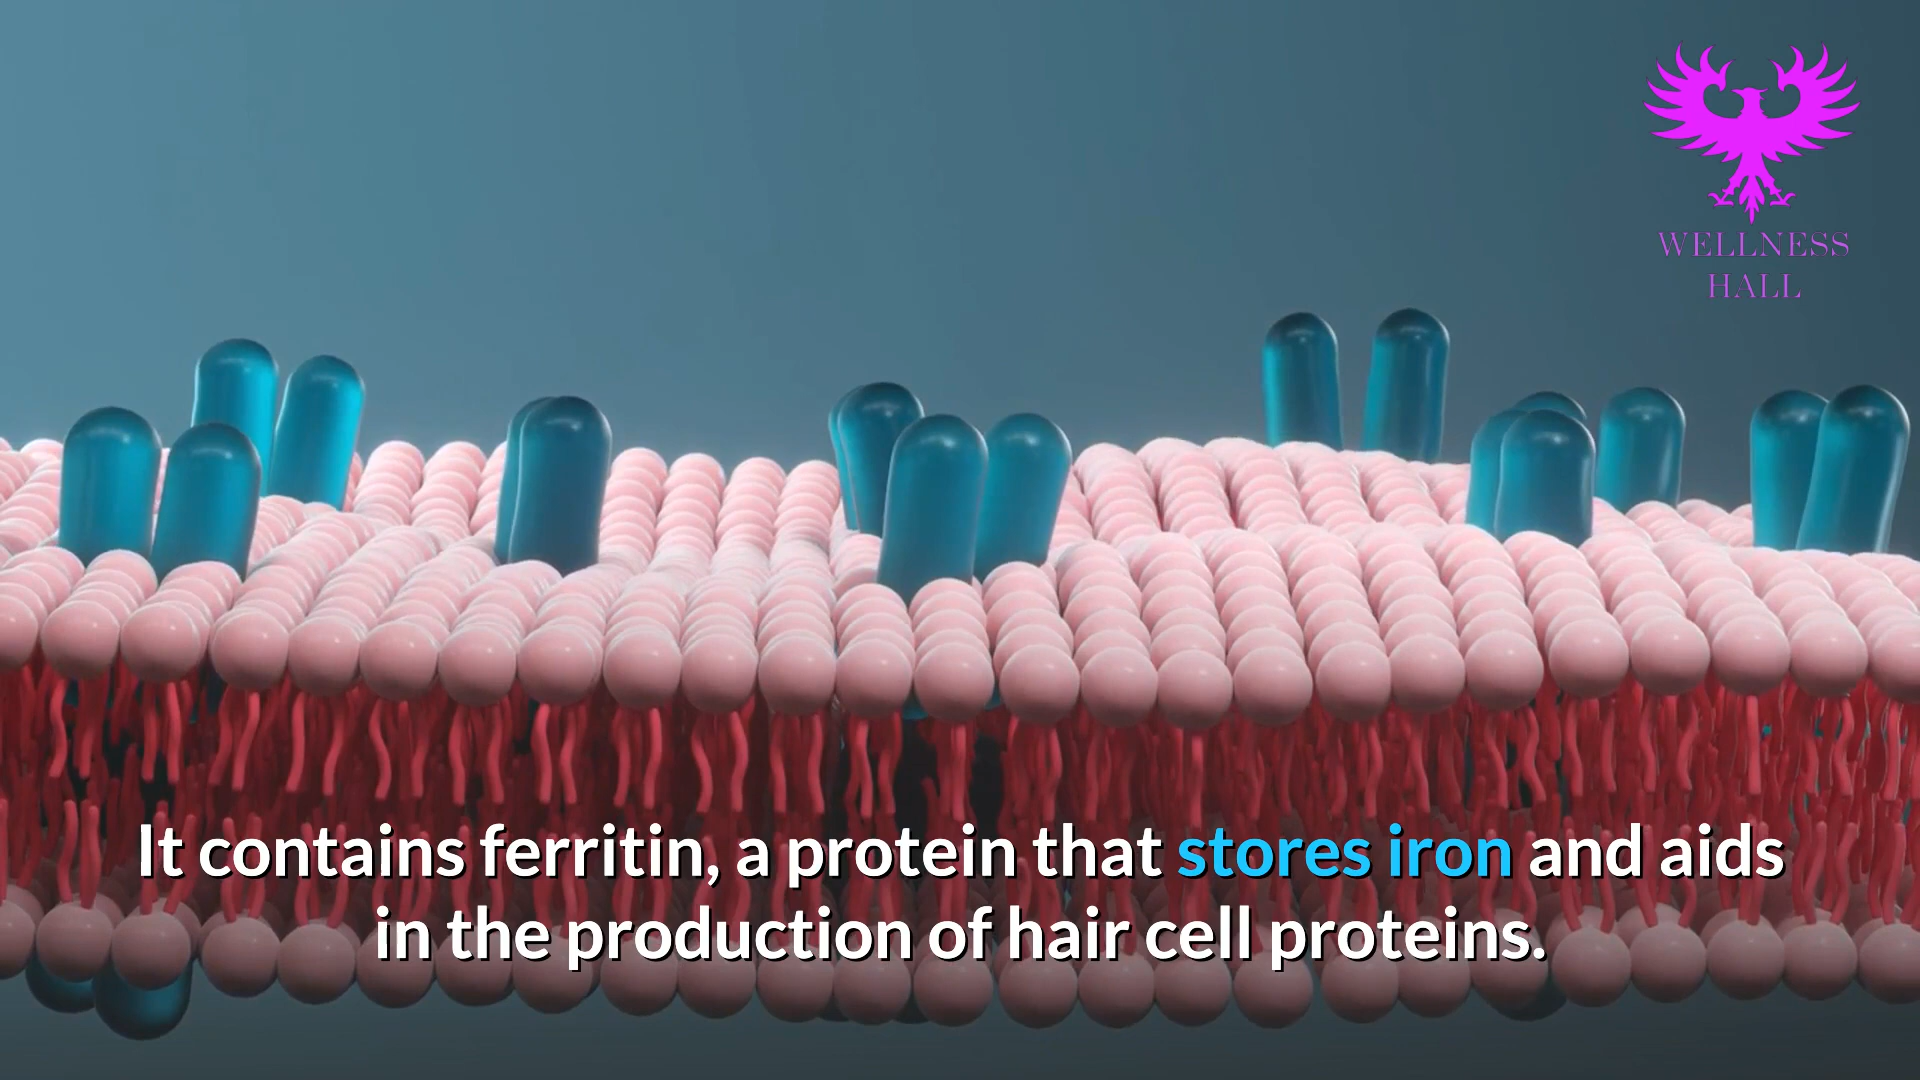 WELLNESS
HALL
It contains ferritin, a protein that stores iron and aids
in the production of hair cell proteins.